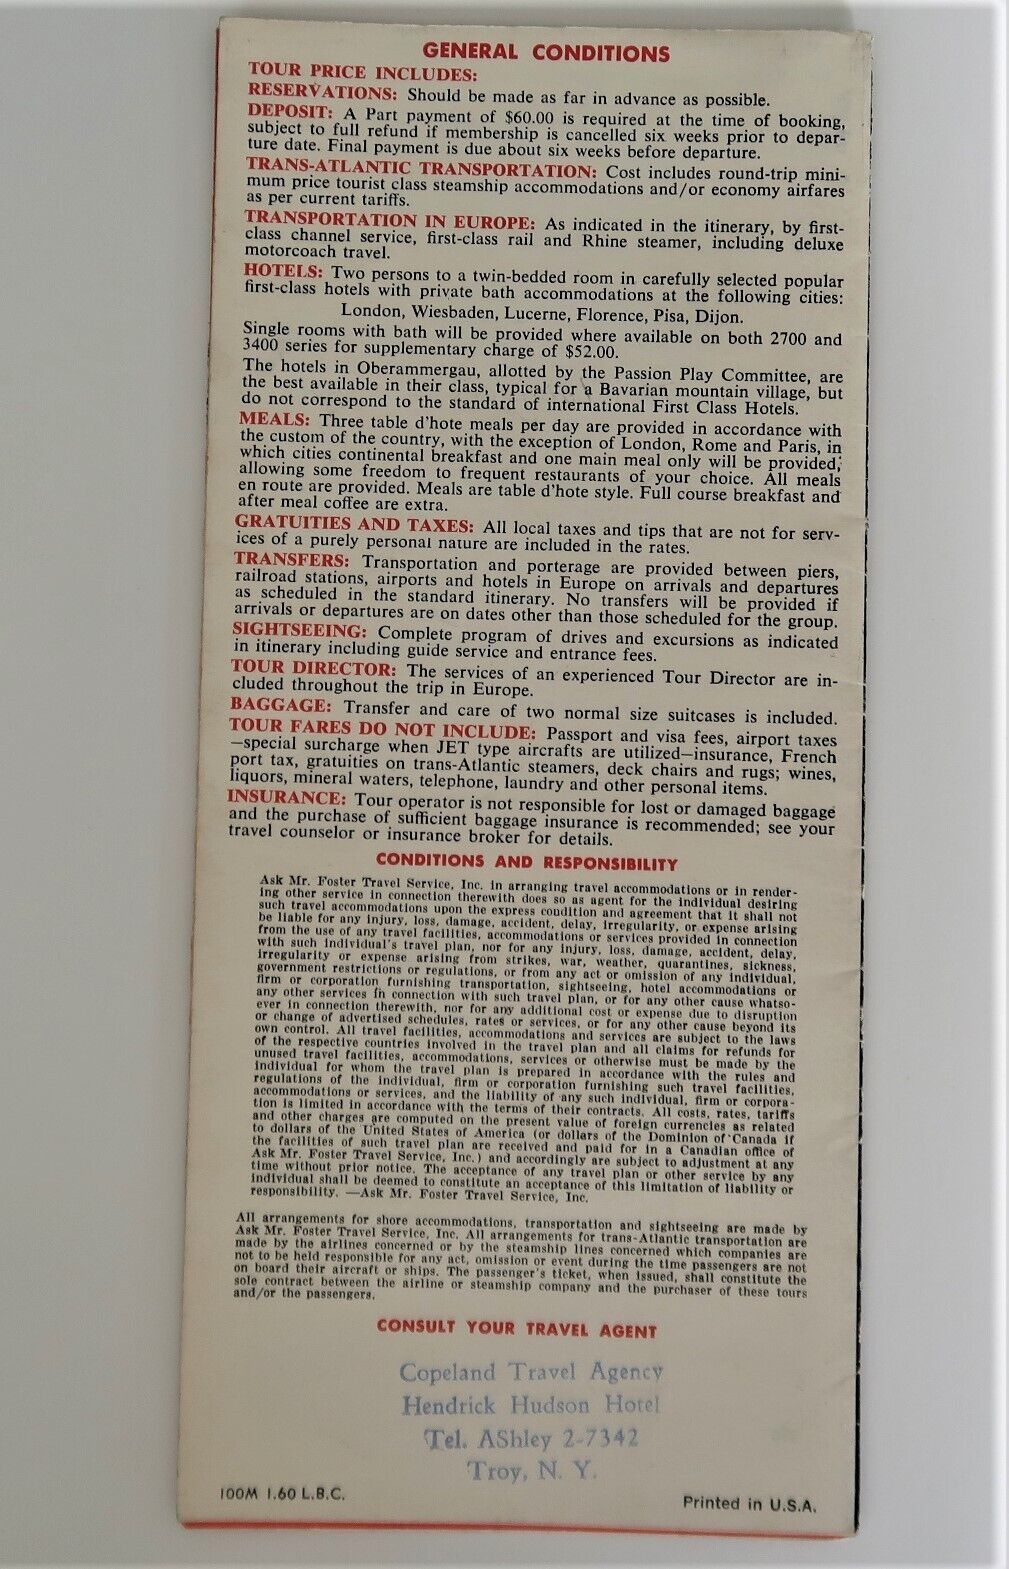 GENERAL CONDITIONS
TOUR PRICE INCLUDES:
RESERVATIONS: Should be made as far in advance as possible.
DEPOSIT: A Part payment of $60.00 is required at the time of booking,
subject to full refund if membership is cancelled six weeks prior to depar-
ture date. Final payment is due about six weeks before departure.
TRANS-ATLANTIC TRANSPORTATION: Cost includes round-trip mini-
mum price tourist class steamship accommodations and/or economy airfares
as per current tariffs.
TRANSPORTATION IN EUROPE: As indicated in the itinerary, by first-
class channel service, first-class rail and Rhine steamer, including deluxe
motorcoach travel.
HOTELS: Two persons to a twin-bedded room in carefully selected popular
first-class hotels with private bath accommodations at the following cities:
London, Wiesbaden, Lucerne, Florence, Pisa, Dijon.
Single rooms with bath will be provided where available on both 2700 and
3400 series for supplementary charge of $52.00.
The hotels in Oberammergau, allotted by the Passion Play Committee, are
the best available in their class, typical for a Bavarian mountain village, but
do not correspond to the standard of international First Class Hotels.
MEALS: Three table d'hote meals per day are provided in accordance with
the custom of the country, with the exception of London, Rome and Paris, in
which cities continental breakfast and one main meal only will be provided;
allowing some freedom to frequent restaurants of your choice. All meals
en route are provided. Meals are table d'hote style. Full course breakfast and
after meal coffee are extra.
GRATUITIES AND TAXES: All local taxes and tips that are not for serv-
ices of a purely personal nature are included in the rates.
TRANSFERS: Transportation and porterage are provided between piers,
railroad stations, airports and hotels in Europe on arrivals and departures
as scheduled in the standard itinerary. No transfers will be provided if
arrivals or departures are on dates other than those scheduled for the group.
SIGHTSEEING: Complete program of drives and excursions as indicated
in itinerary including guide service and entrance fees.
TOUR DIRECTOR: The services of an experienced Tour Director are in-
cluded throughout the trip in Europe.
BAGGAGE: Transfer and care of two normal size suitcases is included.
TOUR FARES DO NOT INCLUDE: Passport and visa fees, airport taxes
—special surcharge when JET type aircrafts are utilized—insurance, French
port tax, gratuities on trans-Atlantic steamers, deck chairs and rugs; wines,
liquors, mineral waters, telephone, laundry and other personal items.
INSURANCE: Tour operator is not responsible for lost or damaged baggage
and the purchase of sufficient baggage insurance is recommended; see your
travel counselor or insurance broker for details.
CONDITIONS AND RESPONSIBILITY
Ask Mr. Foster Travel Service, Inc. in arranging travel accommodations or in render-
ing other service in connection therewith does so as agent for the individual desiring
such travel accommodations upon the express condition and agreement that it shall not
be liable for any injury, loss, damage, accident, delay, irregularity, or expense arising
from the use of any travel facilities, accommodations or services provided in connection
with such individual's travel plan, nor for any injury, loss, damage, accident, delay,
irregularity or expense arising from strikes, war, weather, quarantines, sickness,
government restrictions or regulations, or from any act or omission of any individual,
firm or corporation furnishing transportation, sightseeing, hotel accommodations or
any other services in connection with such travel plan, or for any other cause whatso-
ever in connection therewith, nor for any additional cost or expense due to disruption
or change of advertised schedules, rates or services, or for any other cause beyond its
own control. All travel facilities, accommodations and services are subject to the laws
of the respective countries involved in the travel plan and all claims for refunds for
unused travel facilities, accommodations, services or otherwise must be made by the
individual for whom the travel plan is prepared in accordance with the rules and
regulations of the individual, firm or corporation furnishing such travel facilities,
accommodations or services, and the liability of any such individual, firm or corpora-
tion is limited in accordance with the terms of their contracts. All costs, rates, tariffs
and other charges are computed on the present value of foreign currencies as related
to dollars of the United States of America (or dollars of the Dominion of Canada if
the facilities of such travel plan are received and paid for in a Canadian office of
Ask Mr. Foster Travel Service, Inc.) and accordingly are subject to adjustment at any
time without prior notice. The acceptance of any travel plan or other service by any
individual shall be deemed to constitute an acceptance of this limitation of liability or
responsibility. —Ask Mr. Foster Travel Service, Inc.
All arrangements for shore accommodations, transportation and sightseeing are made by
Ask Mr. Foster Travel Service, Inc. All arrangements for trans-Atlantic transportation are
made by the airlines concerned or by the steamship lines concerned which companies are
not to be held responsible for any act, omission or event during the time passengers are not
on board their aircraft or ships. The passenger's ticket, when issued, shall constitute the
sole contract between the airline or steamship company and the purchaser of these tours
and/or the passengers.
CONSULT YOUR TRAVEL AGENT
Copeland Travel Agency
Hendrick Hudson Hotel
Tel. AShley 2-7342
Troy, N. Y.
100M 1.60 L.B.C.
Printed in U.S.A.